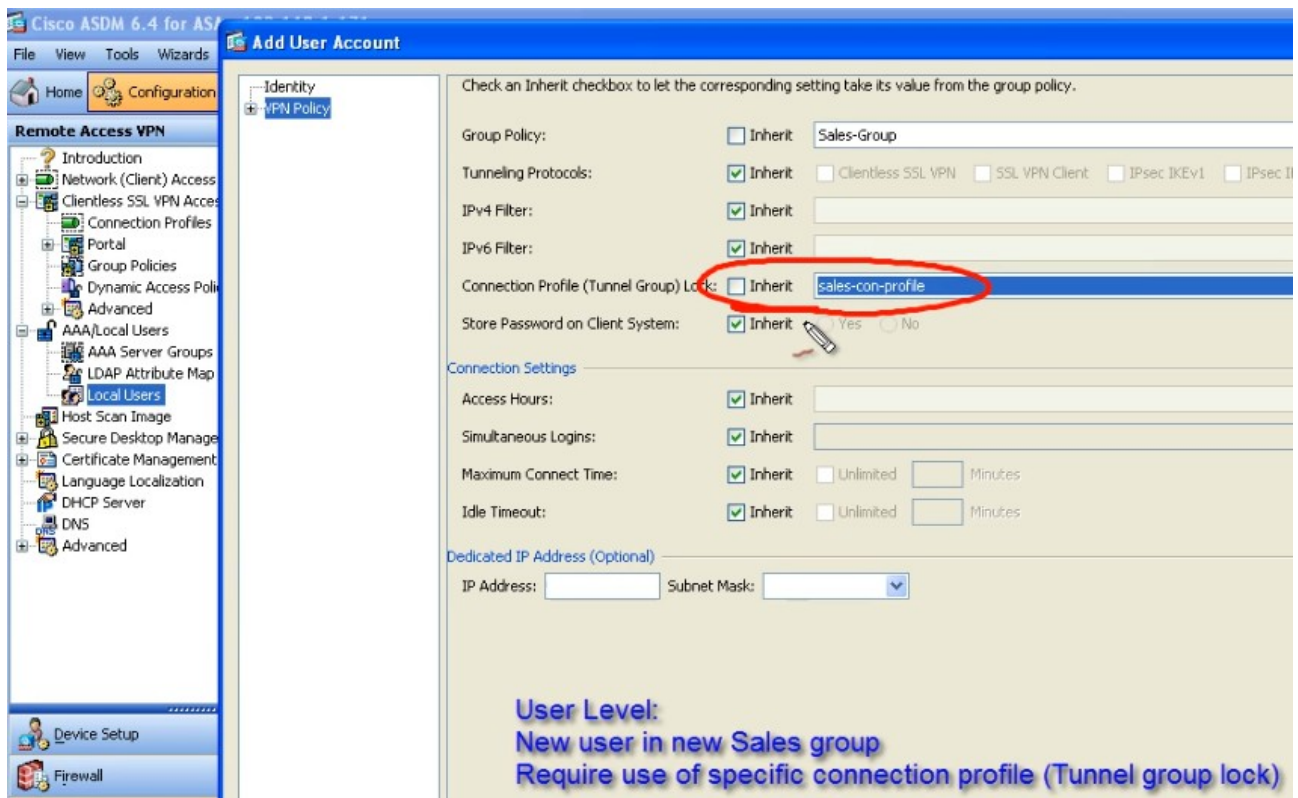 Cisco ASDM 6.4 for ASA
File View Tools Wizards
Home Configuration
Remote Access VPN
Introduction
Network (Client) Access
Clientless SSL VPN Acces
Connection Profiles
Portal
Group Policies
Dynamic Access Poli
Advanced
AAA/Local Users
AAA Server Groups
LDAP Attribute Map
Local Users
Host Scan Image
Secure Desktop Manage
Certificate Management
Language Localization
DHCP Server
DNS
Advanced
Device Setup
Firewall
Add User Account
Identity
VPN Policy
Check an Inherit checkbox to let the corresponding setting take its value from the group policy.
Group Policy: Inherit Sales-Group
Tunneling Protocols: Inherit Clientless SSL VPN SSL VPN Client IPsec IKEv1 IPsec
IPv4 Filter: Inherit
IPv6 Filter: Inherit
Connection Profile (Tunnel Group) Lock: Inherit sales-con-profile
Store Password on Client System: Inherit Yes No
Connection Settings
Access Hours: Inherit
Simultaneous Logins: Inherit
Maximum Connect Time: Inherit Unlimited Minutes
Idle Timeout: Inherit Unlimited Minutes
Dedicated IP Address (Optional)
IP Address: Subnet Mask:
User Level:
New user in new Sales group
Require use of specific connection profile (Tunnel group lock)